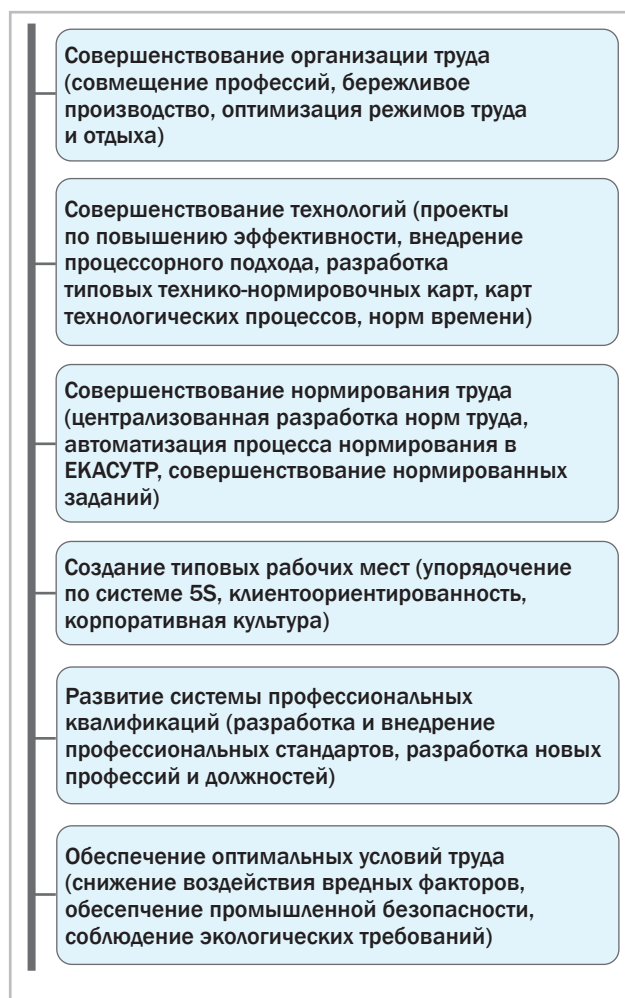 Совершенствование организации труда
(совмещение профессий, бережливое
производство, оптимизация режимов труда
и отдыха)
Совершенствование технологий (проекты
по повышению эффективности, внедрение
процессорного подхода, разработка
типовых технико-нормировочных карт, карт
технологических процессов, норм времени)
Совершенствование нормирования труда
(централизованная разработка норм труда,
автоматизация процесса нормирования в
ЕКАСУТР, совершенствование нормированных
заданий)
Создание типовых рабочих мест (упорядочение
по системе 5S, клиентоориентированность,
корпоративная культура)
Развитие системы профессиональных
квалификаций (разработка и внедрение
профессиональных стандартов, разработка новых
профессий и должностей)
Обеспечение оптимальных условий труда
(снижение воздействия вредных факторов,
обесепчение промышленной безопасности,
соблюдение экологических требований)